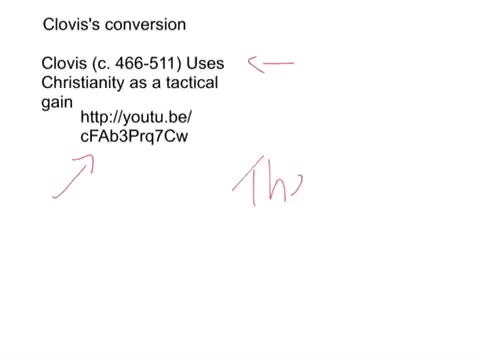 Clovis's conversion
Clovis (c. 466-511) Uses
Christianity as a tactical
gain
http://youtu.be/
cFAb3Prq7Cw